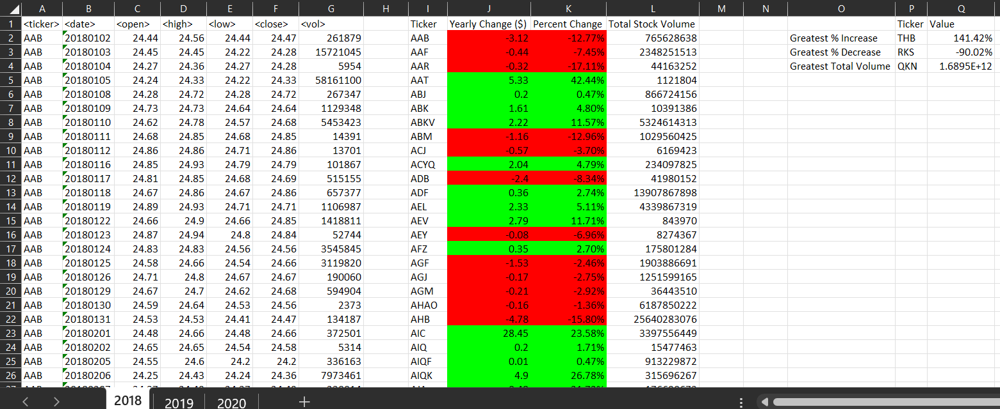 A B C D E F G H I J K L M N O P Q
1 <ticker> <date> <open> <high> <low> <close> <vol> Ticker Yearly Change ($) Percent Change Total Stock Volume Ticker Value
2 AAB 20180102 24.44 24.56 24.44 24.47 261879 AAB -3.12 -12.77% 765628638 Greatest % Increase THB 141.42%
3 AAB 20180103 24.45 24.45 24.22 24.28 15721045 AAF -0.44 -7.45% 2348251513 Greatest % Decrease RKS -90.02%
4 AAB 20180104 24.27 24.36 24.27 24.28 5954 AAR -0.32 -17.11% 44163252 Greatest Total Volume QKN 1.6895E+12
5 AAB 20180105 24.24 24.33 24.22 24.33 58161100 AAT 5.33 42.44% 1121804
6 AAB 20180108 24.28 24.72 24.28 24.72 267347 ABJ 0.2 0.47% 866724156
7 AAB 20180109 24.73 24.73 24.64 24.64 1129348 ABK 1.61 4.80% 10391386
8 AAB 20180110 24.62 24.78 24.57 24.68 5453423 ABKV 2.22 11.57% 5324614313
9 AAB 20180111 24.68 24.85 24.68 24.85 14391 ABM -1.16 -12.96% 1029560425
10 AAB 20180112 24.86 24.86 24.71 24.86 13701 ACJ -0.57 -3.70% 6169423
11 AAB 20180116 24.85 24.93 24.79 24.79 101867 ACYQ 2.04 4.79% 234097825
12 AAB 20180117 24.81 24.85 24.68 24.69 515155 ADB -2.4 -8.34% 41980152
13 AAB 20180118 24.67 24.86 24.67 24.86 657377 ADF 0.36 2.74% 13907867898
14 AAB 20180119 24.89 24.93 24.71 24.71 1106987 AEL 2.33 5.11% 4339867319
15 AAB 20180122 24.66 24.9 24.66 24.85 1418811 AEV 2.79 11.71% 843970
16 AAB 20180123 24.87 24.94 24.8 24.84 52744 AEY -0.08 -6.96% 8274367
17 AAB 20180124 24.83 24.83 24.56 24.56 3545845 AFZ 0.35 2.70% 175801284
18 AAB 20180125 24.58 24.66 24.54 24.66 3119820 AGF -1.53 -2.46% 1903886691
19 AAB 20180126 24.71 24.8 24.67 24.67 190060 AGJ -0.17 -2.75% 1251599165
20 AAB 20180129 24.67 24.7 24.62 24.68 594904 AGM -0.21 -2.92% 36443510
21 AAB 20180130 24.59 24.64 24.53 24.56 2373 AHAO -0.16 -1.36% 6187850222
22 AAB 20180131 24.53 24.53 24.41 24.47 134187 AHB -4.78 -15.80% 25640283076
23 AAB 20180201 24.48 24.66 24.48 24.66 372501 AIC 28.45 23.58% 3397556449
24 AAB 20180202 24.65 24.65 24.54 24.58 5314 AIQ 0.2 1.71% 15477463
25 AAB 20180205 24.55 24.6 24.2 24.2 336163 AIQF 0.01 0.47% 913229872
26 AAB 20180206 24.25 24.43 24.24 24.36 7973461 AIQK 4.9 26.78% 315696267
2018 2019 2020